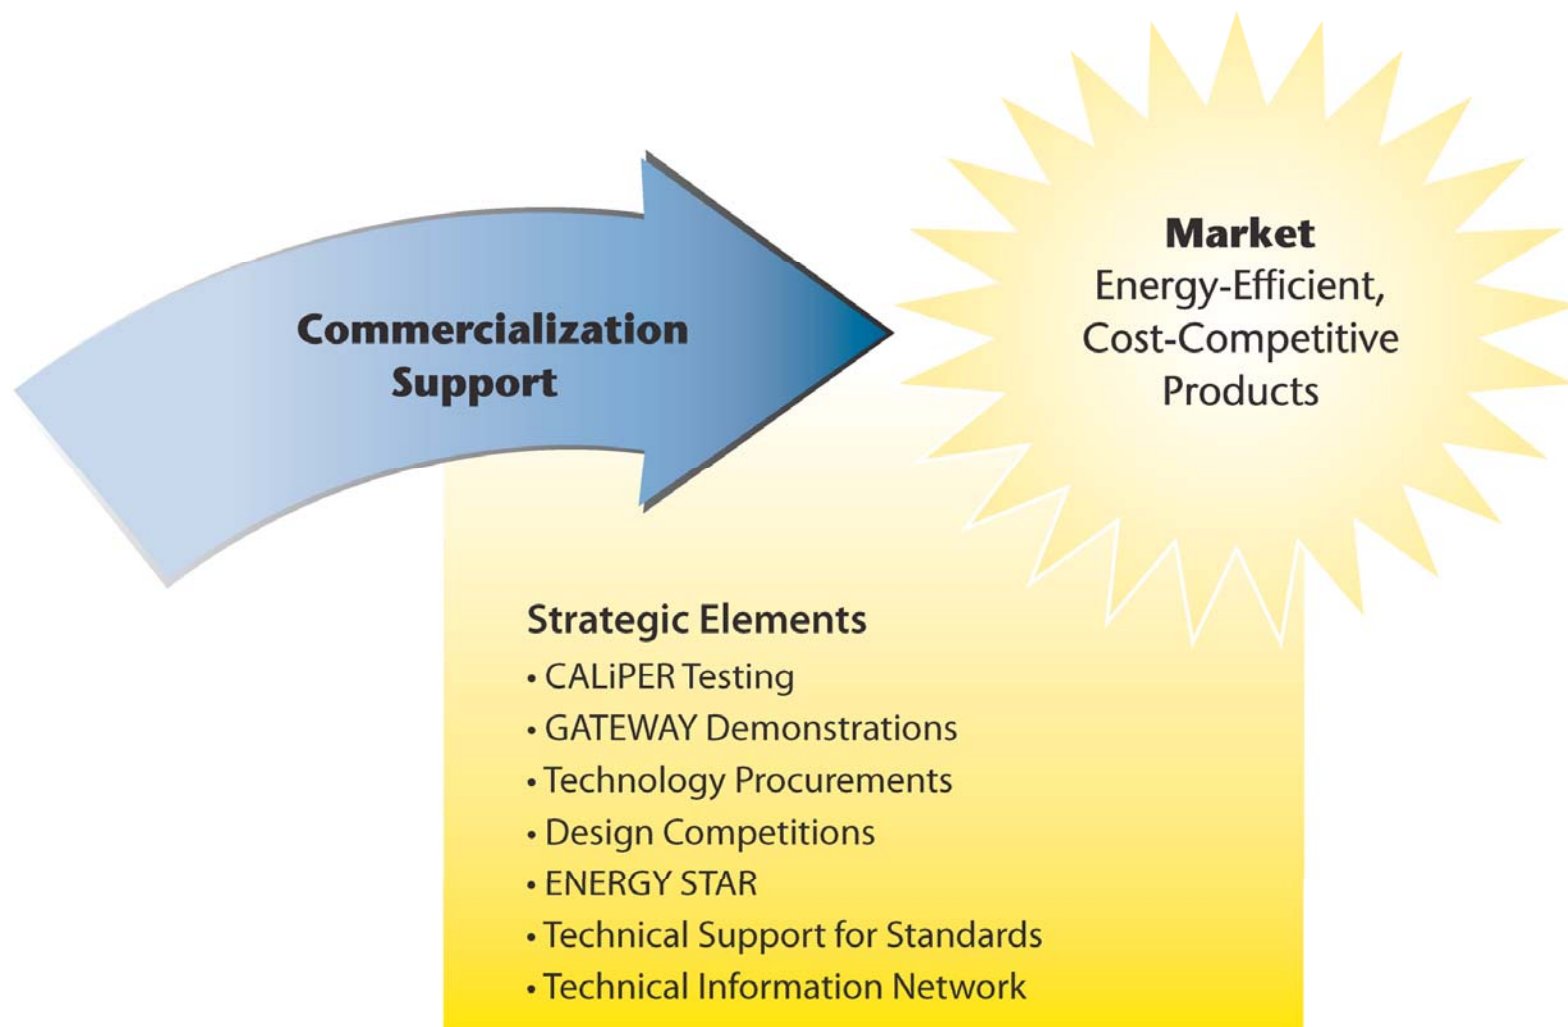 Commercialization
Support
Market
Energy-Efficient,
Cost-Competitive
Products
Strategic Elements
• CALiPER Testing
• GATEWAY Demonstrations
• Technology Procurements
• Design Competitions
• ENERGY STAR
• Technical Support for Standards
• Technical Information Network